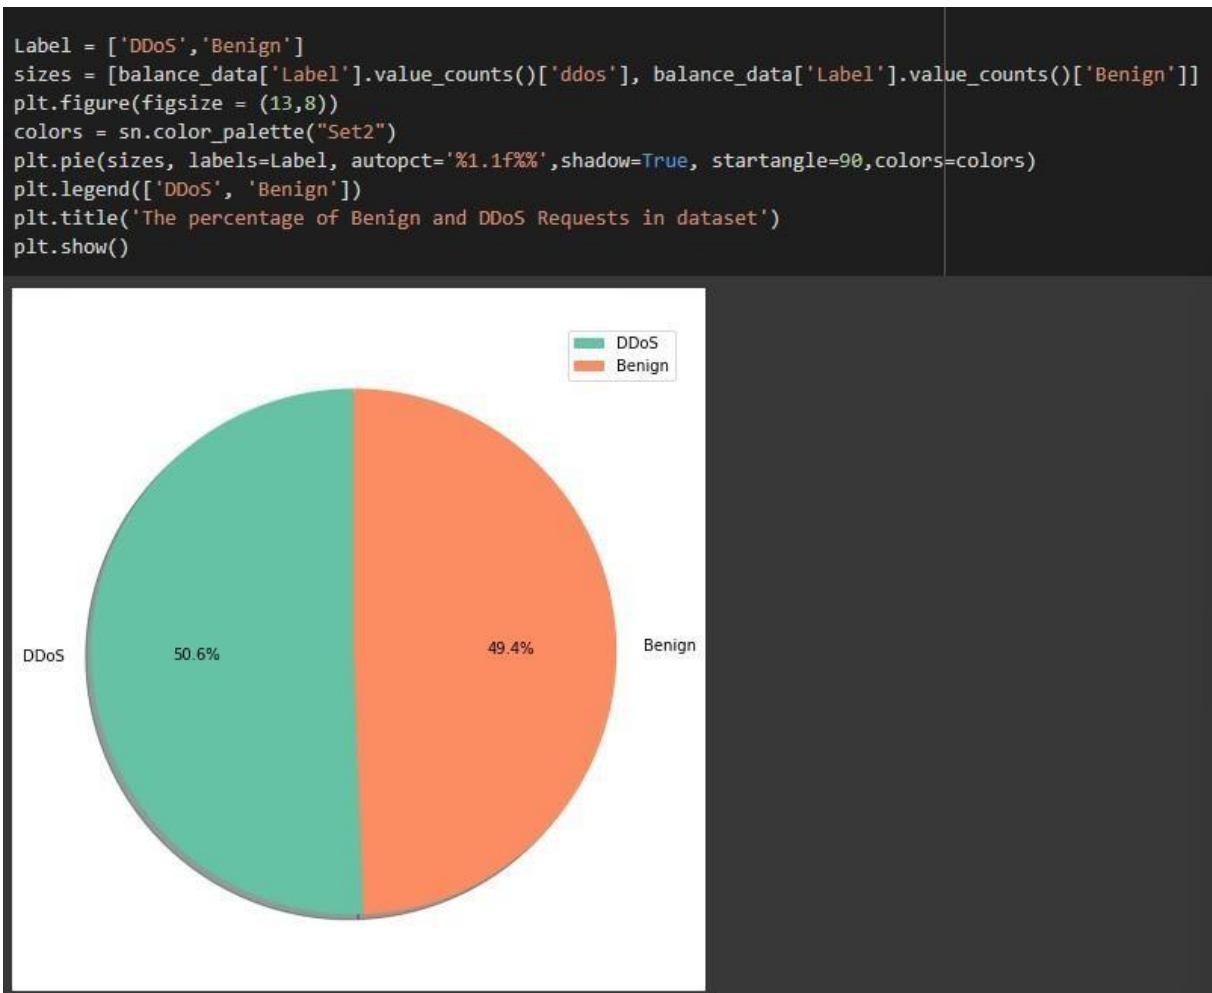 Label = ['DDoS','Benign']
sizes = [balance_data['Label'].value_counts()['ddos'], balance_data['Label'].value_counts()['Benign']]
plt.figure(figsize = (13,8))
colors = sn.color_palette("Set2")
plt.pie(sizes, labels=Label, autopct='%1.1f%%',shadow=True, startangle=90,colors=colors)
plt.legend(['DDoS', 'Benign'])
plt.title('The percentage of Benign and DDoS Requests in dataset')
plt.show()
DDoS
Benign
DDoS
50.6%
49.4%
Benign